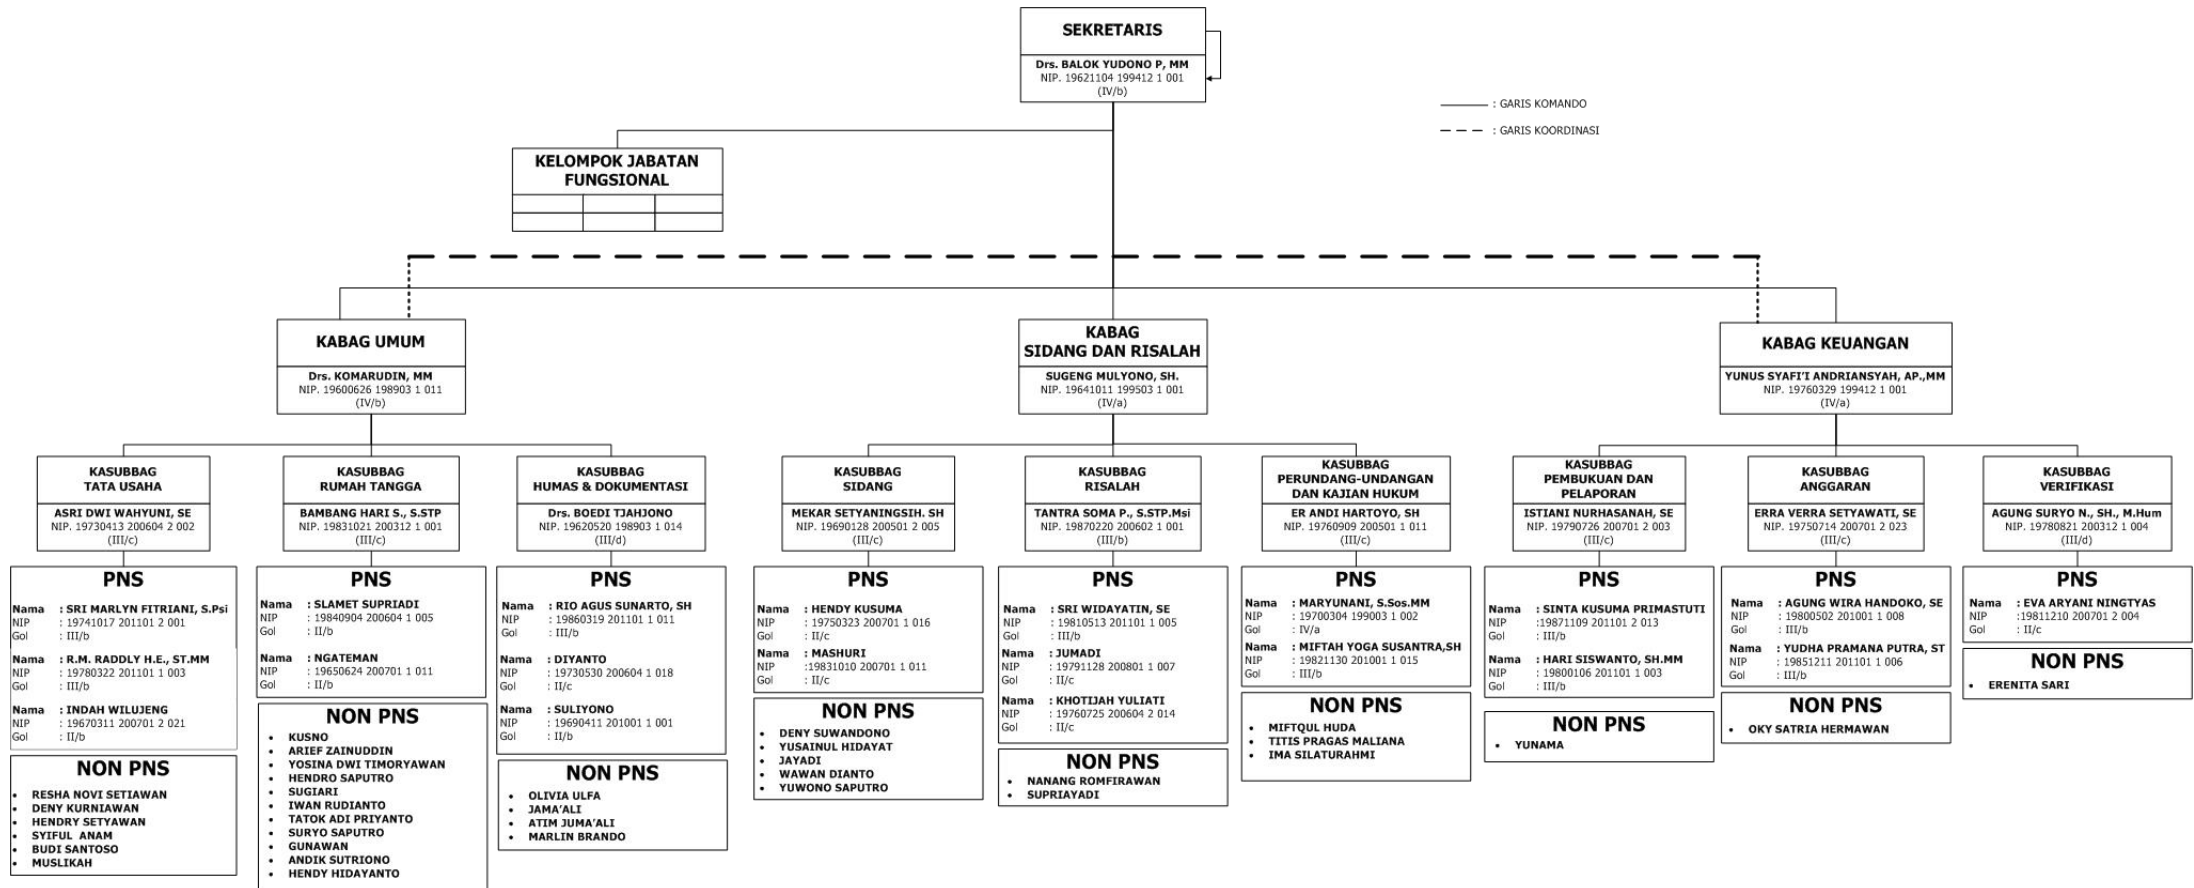 SEKRETARIS
Drs. BALOK YUDONO P, MM
NIP. 19621104 199412 1 001
(IV/b)
: GARIS KOMANDO
: GARIS KOORDINASI
KELOMPOK JABATAN
FUNGSIONAL
KABAG UMUM
Drs. KOMARUDIN, MM
NIP. 19600626 198903 1 011
(IV/b)
KABAG
SIDANG DAN RISALAH
SUGENG MULYONO, SH.
NIP. 19641011 199503 1 001
(IV/a)
KABAG KEUANGAN
YUNUS SYAFI'I ANDRIANSYAH, AP.,MM
NIP. 19760329 199412 1 001
(IV/a)
KASUBBAG
TATA USAHA
ASRI DWI WAHYUNI, SE
NIP. 19730413 200604 2 002
(III/c)
KASUBBAG
RUMAH TANGGA
BAMBANG HARI S., S.STP
NIP. 19831021 200312 1 001
(III/c)
KASUBBAG
HUMAS & DOKUMENTASI
Drs. BOEDI TJAHJONO
NIP. 19620520 198903 1 014
(III/d)
KASUBBAG
SIDANG
MEKAR SETYANINGSIH. SH
NIP. 19690128 200501 2 005
(III/c)
KASUBBAG
RISALAH
TANTRA SOMA P., S.STP.Msi
NIP. 19870220 200602 1 001
(III/b)
KASUBBAG
PERUNDANG-UNDANGAN
DAN KAJIAN HUKUM
ER ANDI HARTOYO, SH
NIP. 19760909 200501 1 011
(III/c)
KASUBBAG
PEMBUKUAN DAN
PELAPORAN
ISTIANI NURHASANAH, SE
NIP. 19790726 200701 2 003
(III/c)
KASUBBAG
ANGGARAN
ERRA VERRA SETYAWATI, SE
NIP. 19750714 200701 2 023
(III/c)
KASUBBAG
VERIFIKASI
AGUNG SURYO N., SH., M.Hum
NIP. 19780821 200312 1 004
(III/d)
PNS
Nama : SRI MARLYN FITRIANI, S.Psi
NIP : 19741017 201101 2 001
Gol : III/b
Nama : R.M. RADDLY H.E., ST.MM
NIP : 19780322 201101 1 003
Gol : III/b
Nama : INDAH WILUJENG
NIP : 19670311 200701 2 021
Gol : II/b
NON PNS
• RESHA NOVI SETIAWAN
• DENY KURNIAWAN
• HENDRY SETYAWAN
• SYIFUL ANAM
• BUDI SANTOSO
• MUSLIKAH
PNS
Nama : SLAMET SUPRIADI
NIP : 19840904 200604 1 005
Gol : II/b
Nama : NGATEMAN
NIP : 19650624 200701 1 011
Gol : II/b
NON PNS
• KUSNO
• ARIEF ZAINUDDIN
• YOSINA DWI TIMORYAWAN
• HENDRO SAPUTRO
• SUGIARI
• IWAN RUDIANTO
• TATOK ADI PRIYANTO
• SURYO SAPUTRO
• GUNAWAN
• ANDIK SUTRIONO
• HENDY HIDAYANTO
PNS
Nama : RIO AGUS SUNARTO, SH
NIP : 19860319 201101 1 011
Gol : III/b
Nama : DIYANTO
NIP : 19730530 200604 1 018
Gol : II/c
Nama : SULIYONO
NIP : 19690411 201001 1 001
Gol : II/b
NON PNS
• OLIVIA ULFA
• JAMA'ALI
• ATIM JUMA'ALI
• MARLIN BRANDO
PNS
Nama : HENDY KUSUMA
NIP : 19750323 200701 1 016
Gol : II/c
Nama : MASHURI
NIP :19831010 200701 1 011
Gol : II/c
NON PNS
• DENY SUWANDONO
• YUSAINUL HIDAYAT
• JAYADI
• WAWAN DIANTO
• YUWONO SAPUTRO
PNS
Nama : SRI WIDAYATIN, SE
NIP : 19810513 201101 1 005
Gol : III/b
Nama : JUMADI
NIP : 19791128 200801 1 007
Gol : II/c
Nama : KHOTIJAH YULIATI
NIP : 19760725 200604 2 014
Gol : II/c
NON PNS
• NANANG ROMFIRAWAN
• SUPRIAYADI
PNS
Nama : MARYUNANI, S.Sos.MM
NIP : 19700304 199003 1 002
Gol : IV/a
Nama : MIFTAH YOGA SUSANTRA,SH
NIP : 19821130 201001 1 015
Gol : III/b
NON PNS
• MIFTQUL HUDA
• TITIS PRAGAS MALIANA
• IMA SILATURAHMI
PNS
Nama : SINTA KUSUMA PRIMASTUTI
NIP :19871109 201101 2 013
Gol : III/b
Nama : HARI SISWANTO, SH.MM
NIP : 19800106 201101 1 003
Gol : III/b
NON PNS
• YUNAMA
PNS
Nama : AGUNG WIRA HANDOKO, SE
NIP : 19800502 201001 1 008
Gol : III/b
Nama : YUDHA PRAMANA PUTRA, ST
NIP : 19851211 201101 1 006
Gol : III/b
NON PNS
• OKY SATRIA HERMAWAN
PNS
Nama : EVA ARYANI NINGTYAS
NIP :19811210 200701 2 004
Gol : II/c
NON PNS
• ERENITA SARI